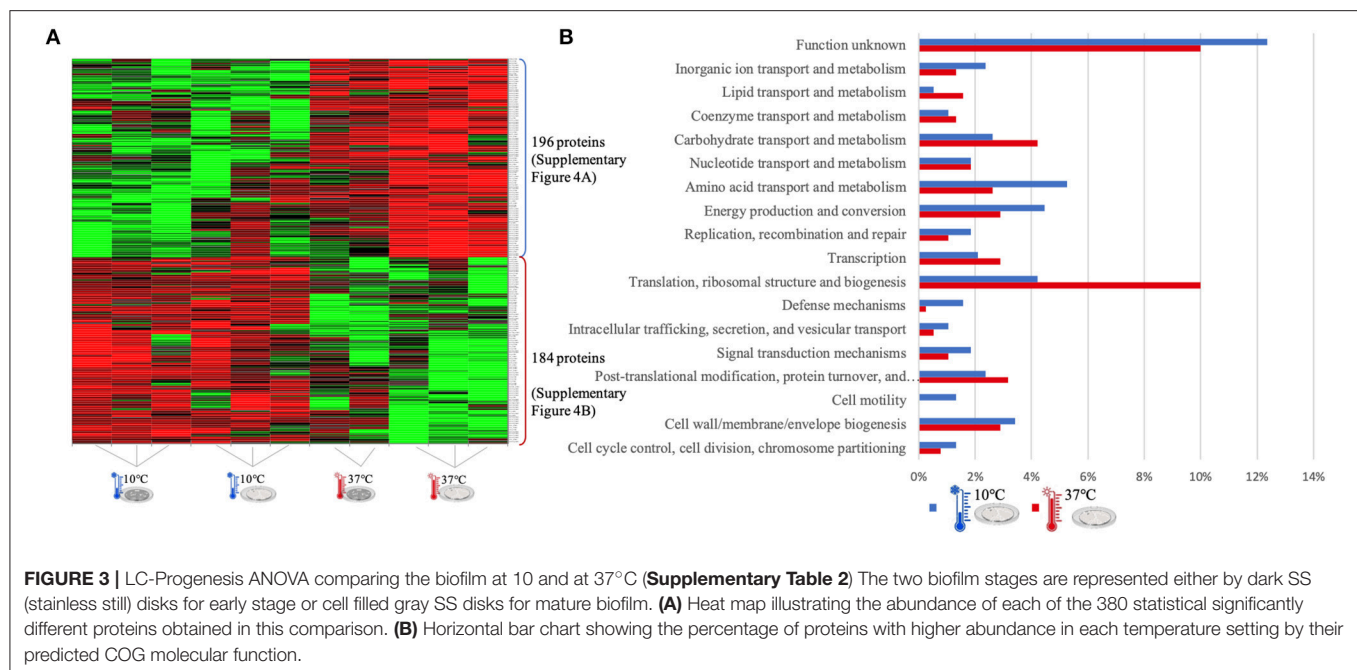 A
196 proteins
(Supplementary
Figure 4A)
184 proteins
(Supplementary
Figure 4B)
10°C
10°C
37°C
37°C
B
Function unknown
Inorganic ion transport and metabolism
Lipid transport and metabolism
Coenzyme transport and metabolism
Carbohydrate transport and metabolism
Nucleotide transport and metabolism
Amino acid transport and metabolism
Energy production and conversion
Replication, recombination and repair
Transcription
Translation, ribosomal structure and biogenesis
Defense mechanisms
Intracellular trafficking, secretion, and vesicular transport
Signal transduction mechanisms
Post-translational modification, protein turnover, and…
Cell motility
Cell wall/membrane/envelope biogenesis
Cell cycle control, cell division, chromosome partitioning
0% 2% 4% 6% 8% 10% 12% 14%
10°C 37°C
FIGURE 3 | LC-Progenesis ANOVA comparing the biofilm at 10 and at 37°C (Supplementary Table 2) The two biofilm stages are represented either by dark SS
(stainless still) disks for early stage or cell filled gray SS disks for mature biofilm. (A) Heat map illustrating the abundance of each of the 380 statistical significantly
different proteins obtained in this comparison. (B) Horizontal bar chart showing the percentage of proteins with higher abundance in each temperature setting by their
predicted COG molecular function.